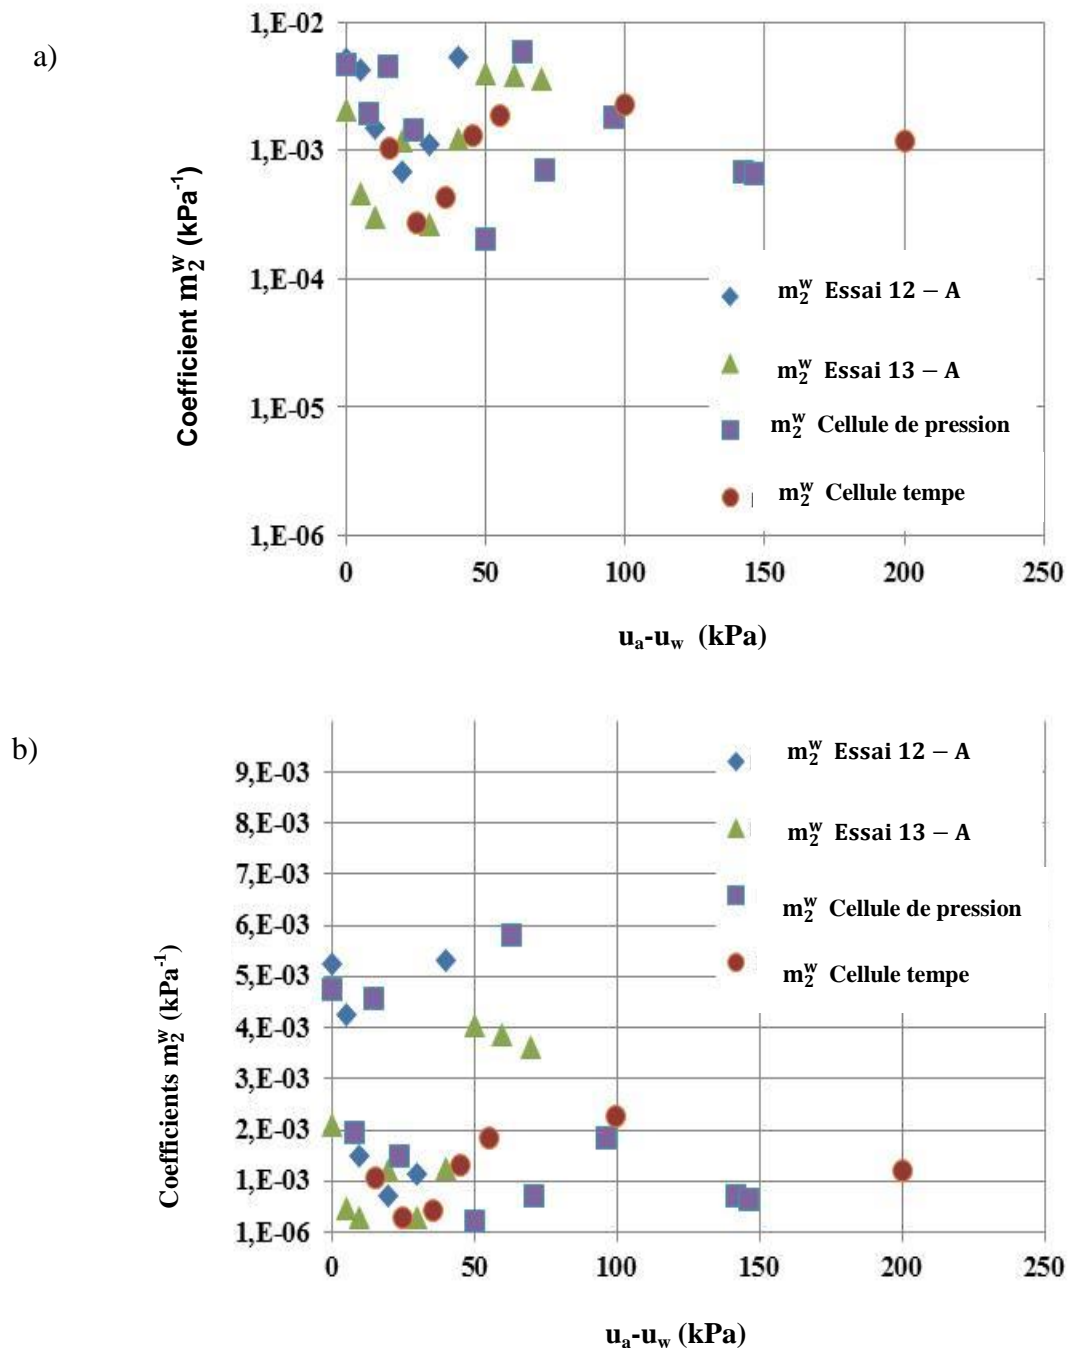 a)
1,E-02
1,E-03
1,E-04
1,E-05
1,E-06
Coefficient m₂ʷ (kPa⁻¹)
m₂ʷ Essai 12 − A
m₂ʷ Essai 13 − A
m₂ʷ Cellule de pression
m₂ʷ Cellule tempe
0 50 100 150 200 250
uₐ-u_w (kPa)
b)
9,E-03
8,E-03
7,E-03
6,E-03
5,E-03
4,E-03
3,E-03
2,E-03
1,E-03
1,E-06
Coefficients m₂ʷ (kPa⁻¹)
m₂ʷ Essai 12 − A
m₂ʷ Essai 13 − A
m₂ʷ Cellule de pression
m₂ʷ Cellule tempe
0 50 100 150 200 250
uₐ-u_w (kPa)